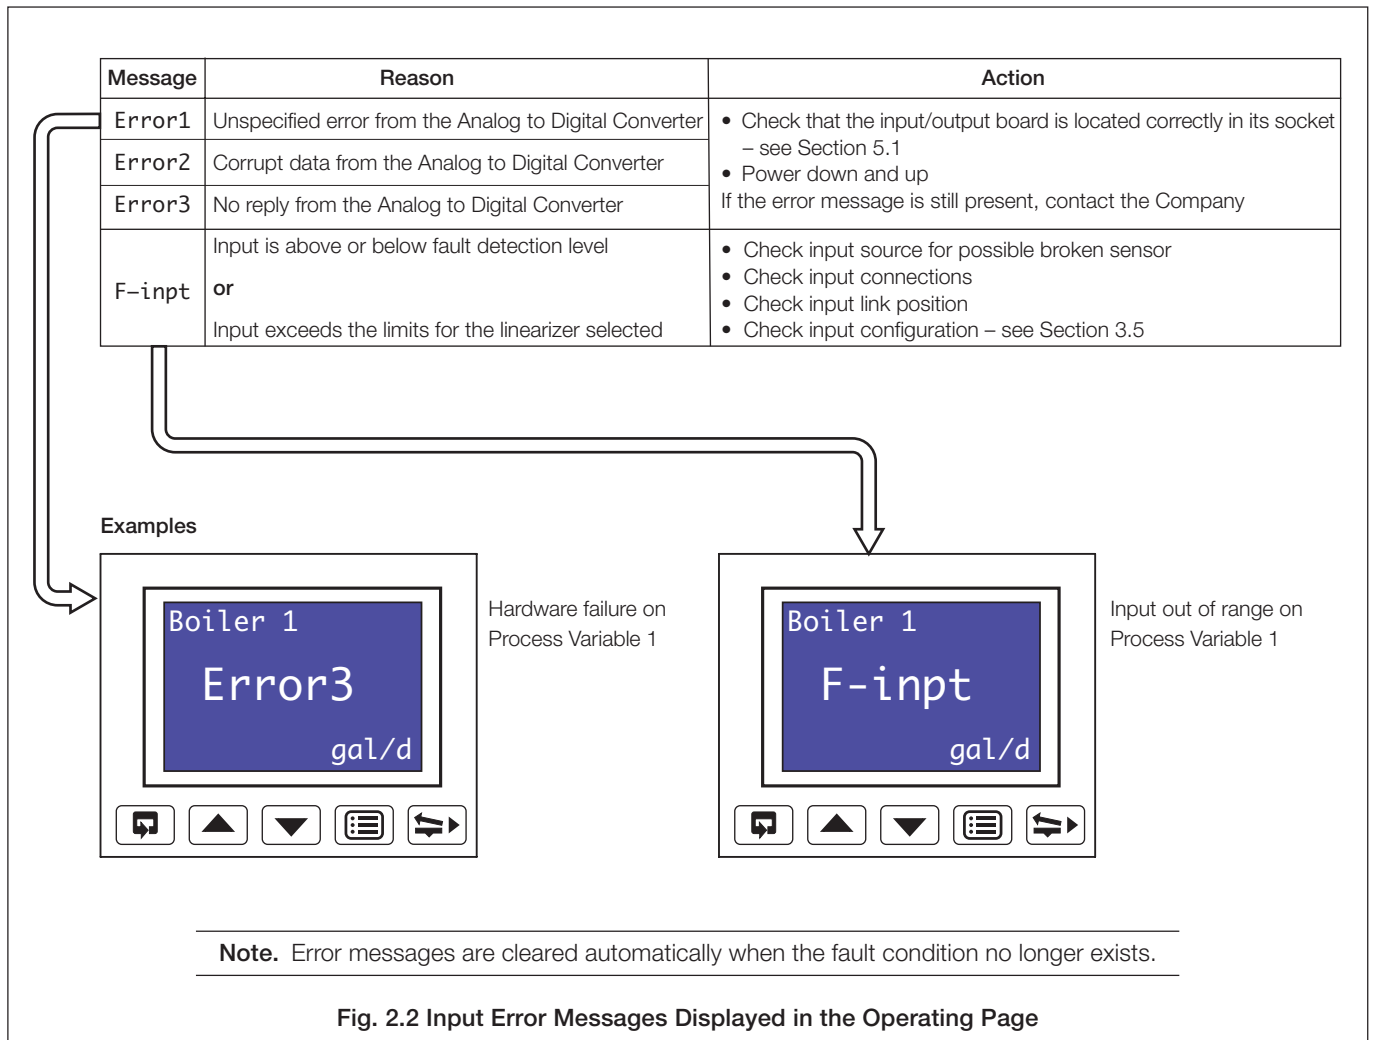 Message Reason Action
Error1 Unspecified error from the Analog to Digital Converter
Error2 Corrupt data from the Analog to Digital Converter
Error3 No reply from the Analog to Digital Converter
• Check that the input/output board is located correctly in its socket
– see Section 5.1
• Power down and up
If the error message is still present, contact the Company
F–inpt
Input is above or below fault detection level
or
Input exceeds the limits for the linearizer selected
• Check input source for possible broken sensor
• Check input connections
• Check input link position
• Check input configuration – see Section 3.5
Examples
Boiler 1
Error3
gal/d
Hardware failure on
Process Variable 1
Boiler 1
F-inpt
gal/d
Input out of range on
Process Variable 1
Note. Error messages are cleared automatically when the fault condition no longer exists.
Fig. 2.2 Input Error Messages Displayed in the Operating Page